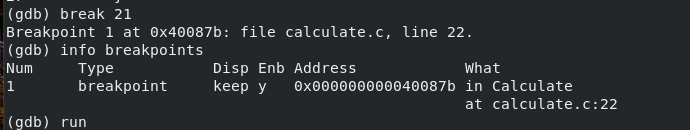 (gdb) break 21
Breakpoint 1 at 0x40087b: file calculate.c, line 22.
(gdb) info breakpoints
Num     Type           Disp Enb Address            What
1       breakpoint     keep y   0x000000000040087b in Calculate
                                                   at calculate.c:22
(gdb) run